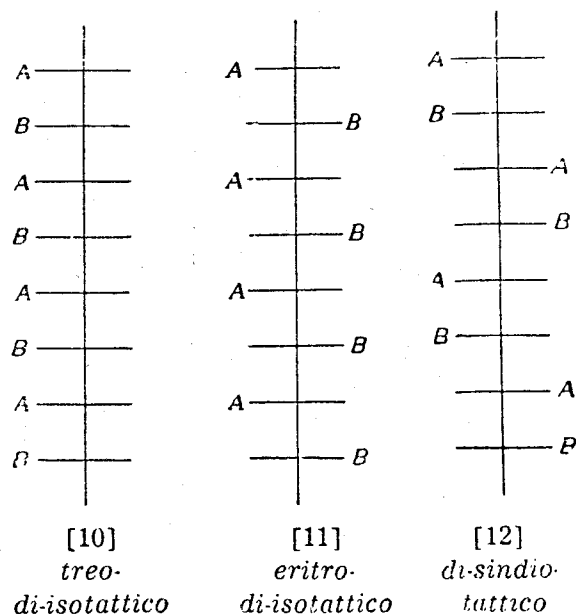 A A A
B B B
A A A
B B B
A A A
B B B
A A A
B B B
[10] [11] [12]
treo- eritro- di-sindio-
di-isotattico di-isotattico tattico